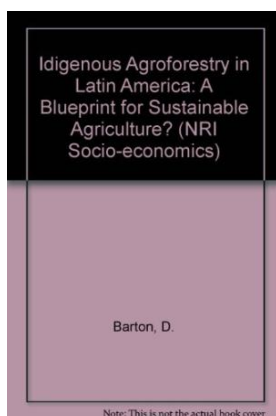 Idigenous Agroforestry in
Latin America: A
Blueprint for Sustainable
Agriculture? (NRI
Socio-economics)
Barton, D.
Note: This is not the actual book cover